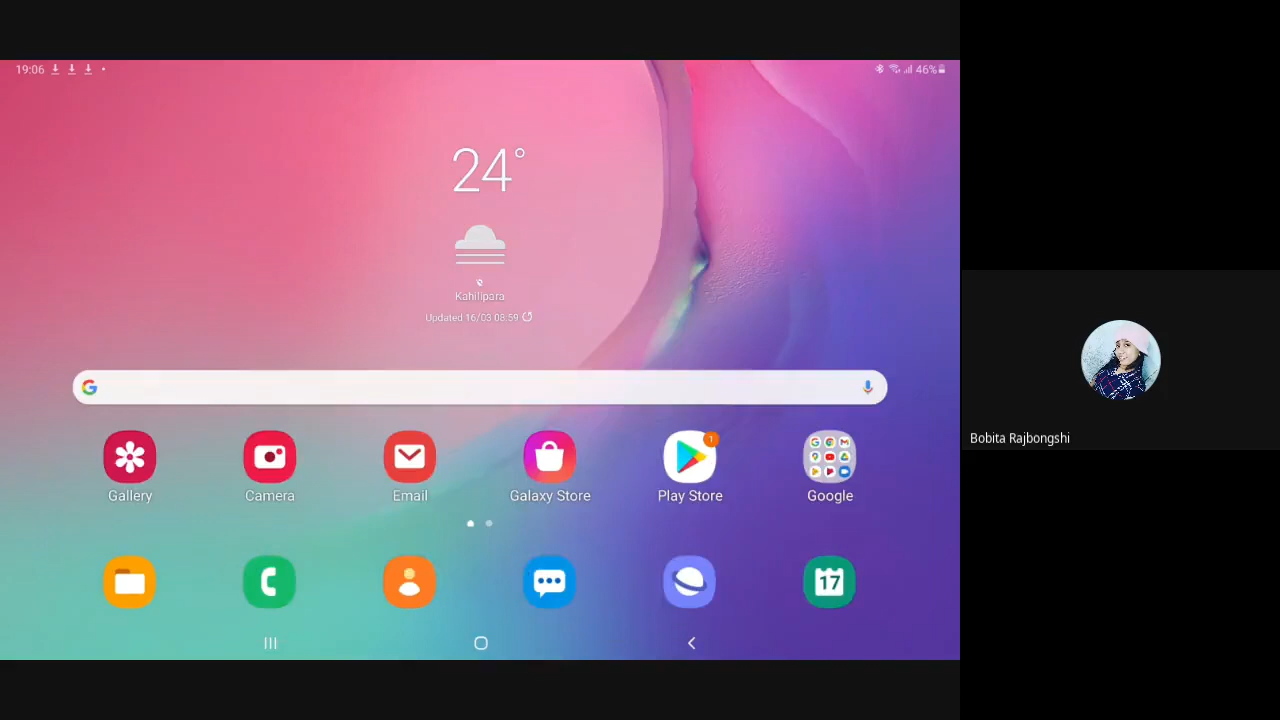 19:06
46%
24°
Kahilipara
Updated 16/03 08:59
Gallery
Camera
Email
Galaxy Store
1
Play Store
Google
17
Bobita Rajbongshi